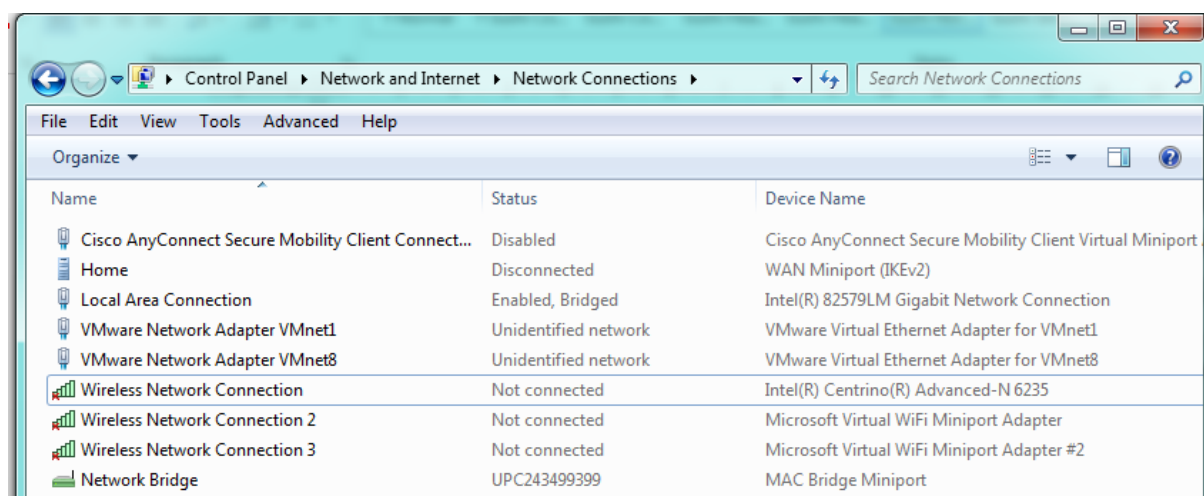 Control Panel Network and Internet Network Connections Search Network Connections
File Edit View Tools Advanced Help
Organize
Name Status Device Name
Cisco AnyConnect Secure Mobility Client Connect... Disabled Cisco AnyConnect Secure Mobility Client Virtual Miniport
Home Disconnected WAN Miniport (IKEv2)
Local Area Connection Enabled, Bridged Intel(R) 82579LM Gigabit Network Connection
VMware Network Adapter VMnet1 Unidentified network VMware Virtual Ethernet Adapter for VMnet1
VMware Network Adapter VMnet8 Unidentified network VMware Virtual Ethernet Adapter for VMnet8
Wireless Network Connection Not connected Intel(R) Centrino(R) Advanced-N 6235
Wireless Network Connection 2 Not connected Microsoft Virtual WiFi Miniport Adapter
Wireless Network Connection 3 Not connected Microsoft Virtual WiFi Miniport Adapter #2
Network Bridge UPC243499399 MAC Bridge Miniport